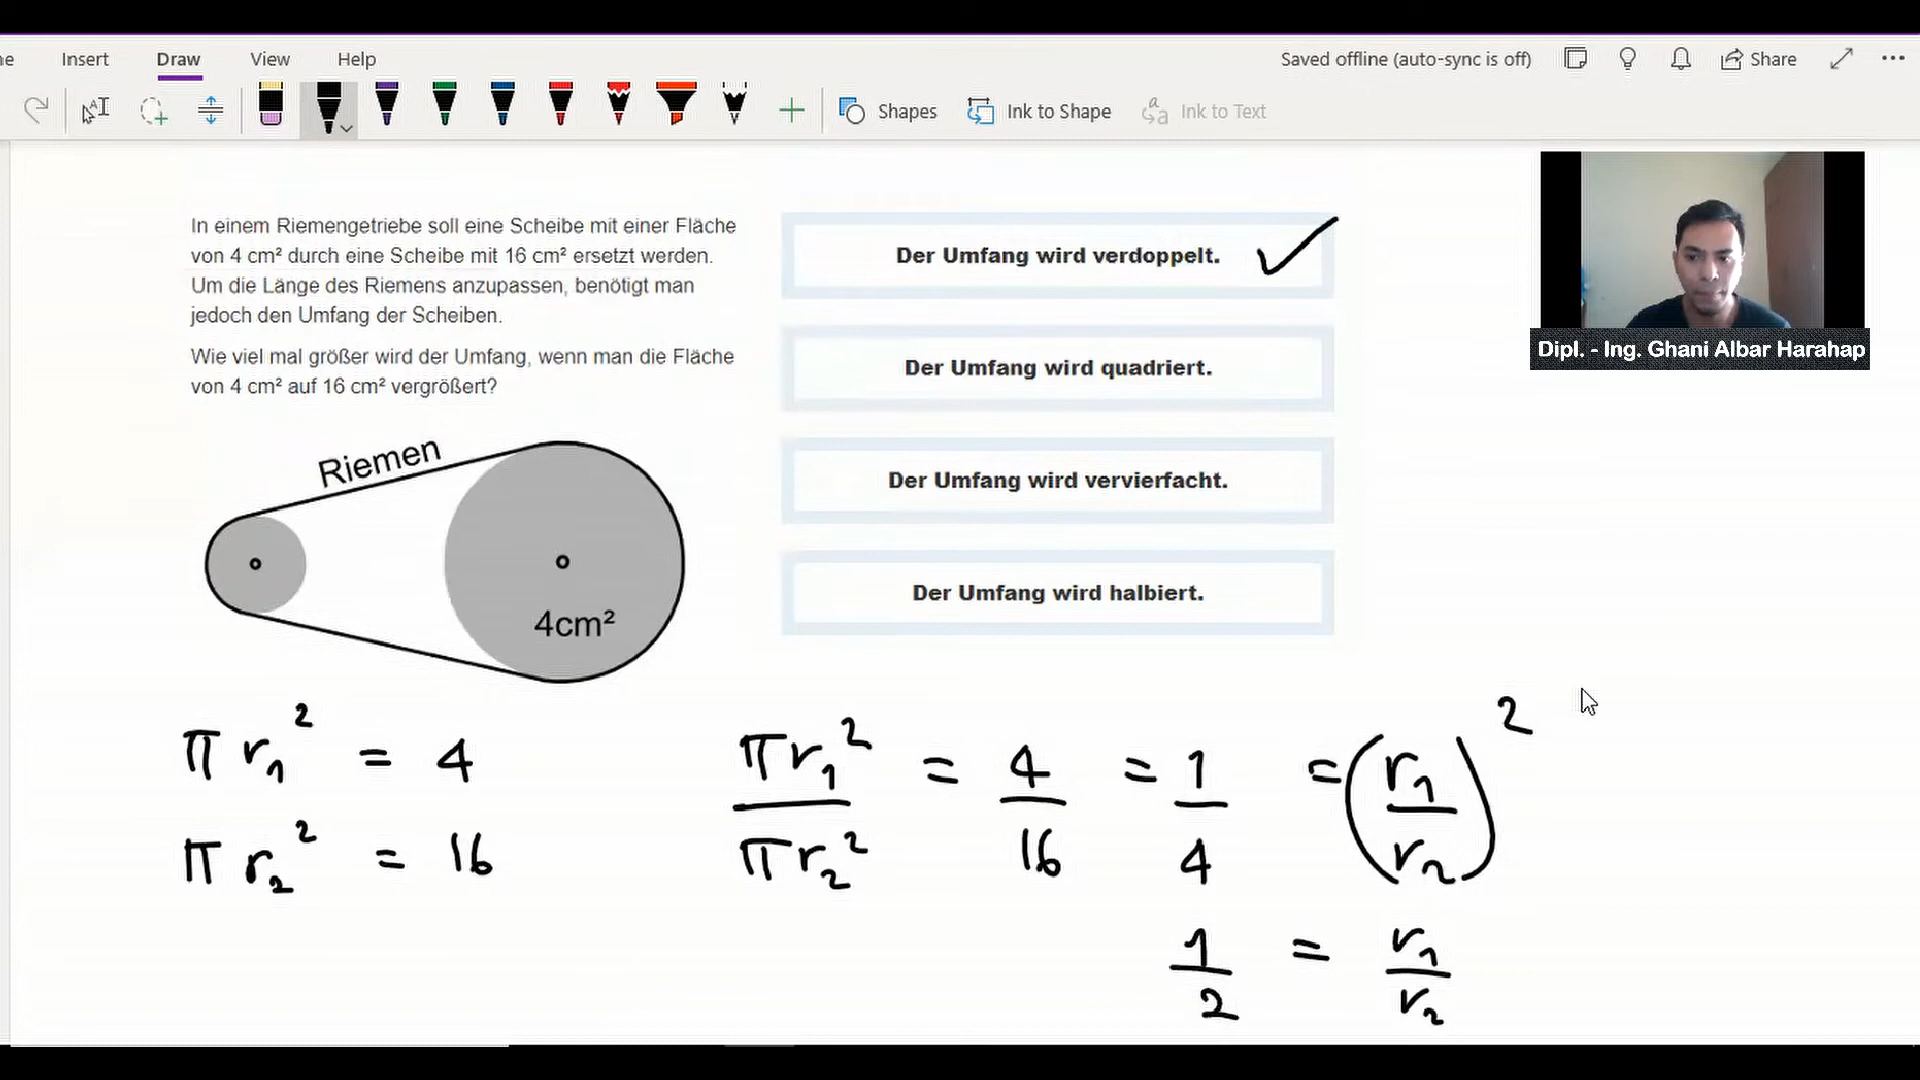 Insert
Draw
View
Help
Saved offline (auto-sync is off)
Share
Shapes
Ink to Shape
Ink to Text
In einem Riemengetriebe soll eine Scheibe mit einer Fläche
von 4 cm² durch eine Scheibe mit 16 cm² ersetzt werden.
Um die Länge des Riemens anzupassen, benötigt man
jedoch den Umfang der Scheiben.
Wie viel mal größer wird der Umfang, wenn man die Fläche
von 4 cm² auf 16 cm² vergrößert?
Der Umfang wird verdoppelt.
Der Umfang wird quadriert.
Der Umfang wird vervierfacht.
Der Umfang wird halbiert.
Dipl. - Ing. Ghani Albar Harahap
Riemen
4cm²
π r₁² = 4
π r₂² = 16
πr₁²/πr₂² = 4/16 = 1/4 = (r₁/r₂)²
1/2 = r₁/r₂